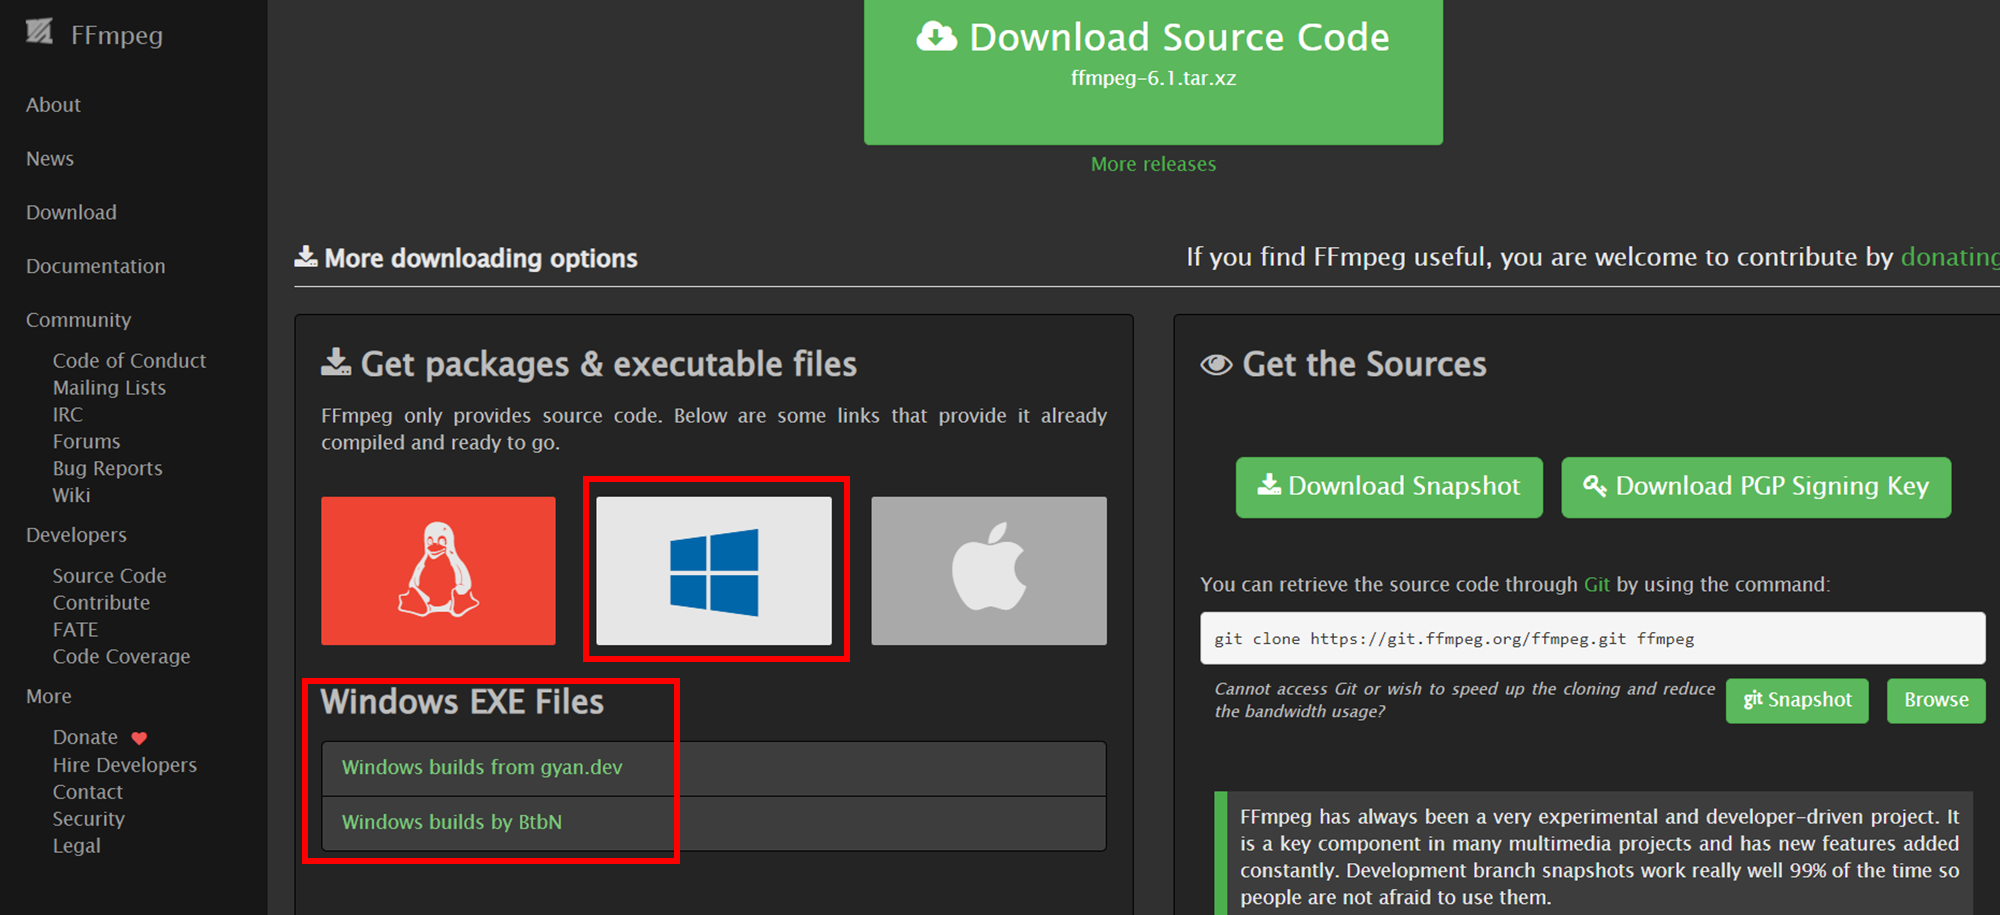 FFmpeg
About
News
Download
Documentation
Community
Code of Conduct
Mailing Lists
IRC
Forums
Bug Reports
Wiki
Developers
Source Code
Contribute
FATE
Code Coverage
More
Donate
Hire Developers
Contact
Security
Legal
Download Source Code
ffmpeg-6.1.tar.xz
More releases
More downloading options
If you find FFmpeg useful, you are welcome to contribute by donating
Get packages & executable files
FFmpeg only provides source code. Below are some links that provide it already
compiled and ready to go.
Windows EXE Files
Windows builds from gyan.dev
Windows builds by BtbN
Get the Sources
Download Snapshot
Download PGP Signing Key
You can retrieve the source code through Git by using the command:
git clone https://git.ffmpeg.org/ffmpeg.git ffmpeg
Cannot access Git or wish to speed up the cloning and reduce
the bandwidth usage?
git Snapshot
Browse
FFmpeg has always been a very experimental and developer-driven project. It
is a key component in many multimedia projects and has new features added
constantly. Development branch snapshots work really well 99% of the time so
people are not afraid to use them.